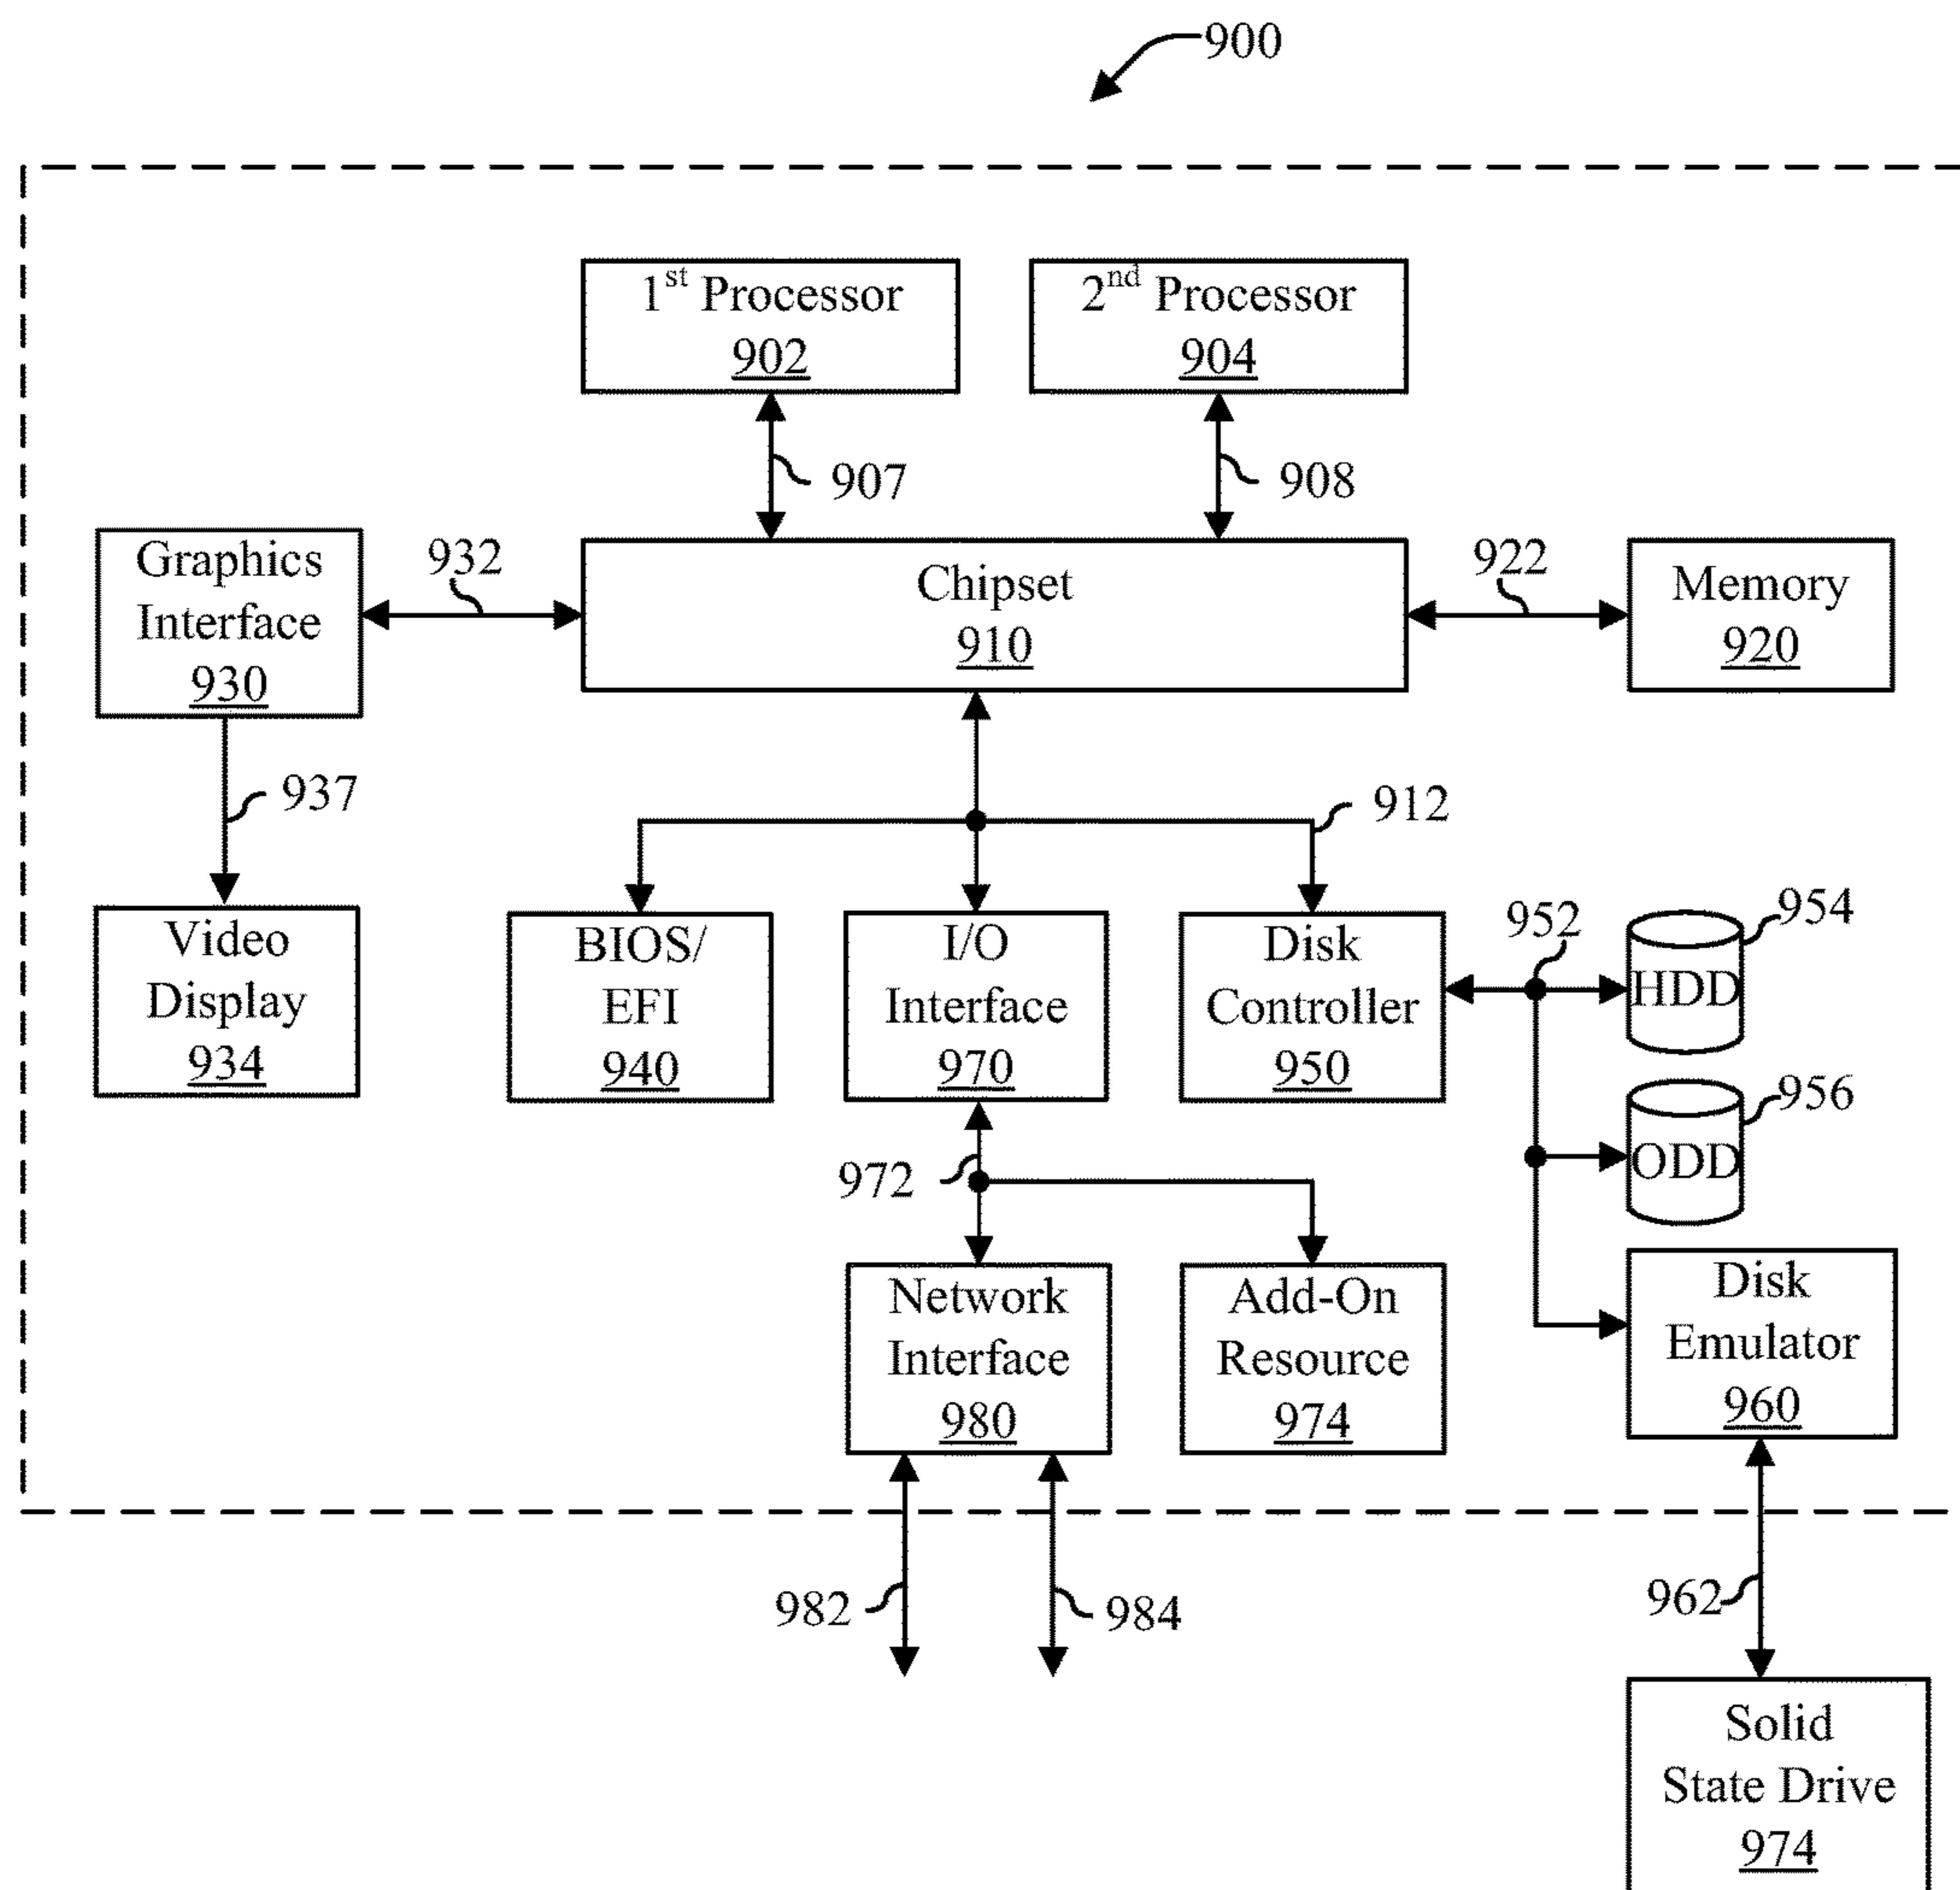 900
1st Processor
902
2nd Processor
904
907
908
Graphics
Interface
930
932
Chipset
910
922
Memory
920
937
912
Video
Display
934
BIOS/
EFI
940
I/O
Interface
970
Disk
Controller
950
952
HDD
954
ODD
956
972
Network
Interface
980
Add-On
Resource
974
Disk
Emulator
960
982
984
962
Solid
State Drive
974